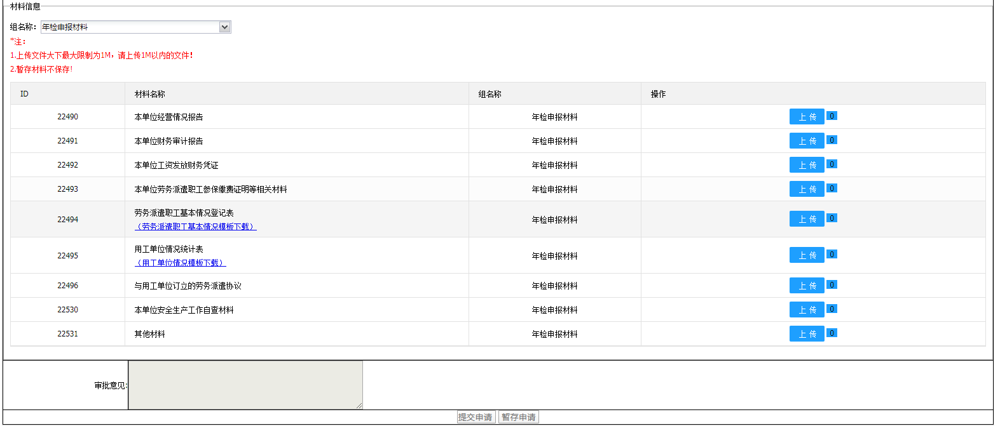 材料信息
组名称: 年检申报材料
*注:
1.上传文件大下最大限制为1M，请上传1M以内的文件!
2.暂存材料不保存!
ID 材料名称 组名称 操作
22490 本单位经营情况报告 年检申报材料 上 传 0
22491 本单位财务审计报告 年检申报材料 上 传 0
22492 本单位工资发放财务凭证 年检申报材料 上 传 0
22493 本单位劳务派遣职工参保缴费证明等相关材料 年检申报材料 上 传 0
劳务派遣职工基本情况登记表
22494 年检申报材料 上 传 0
（劳务派遣职工基本情况模板下载）
用工单位情况统计表
22495 年检申报材料 上 传 0
（用工单位情况模板下载）
22496 与用工单位订立的劳务派遣协议 年检申报材料 上 传 0
22530 本单位安全生产工作自查材料 年检申报材料 上 传 0
22531 其他材料 年检申报材料 上 传 0
审批意见:
提交申请 暂存申请